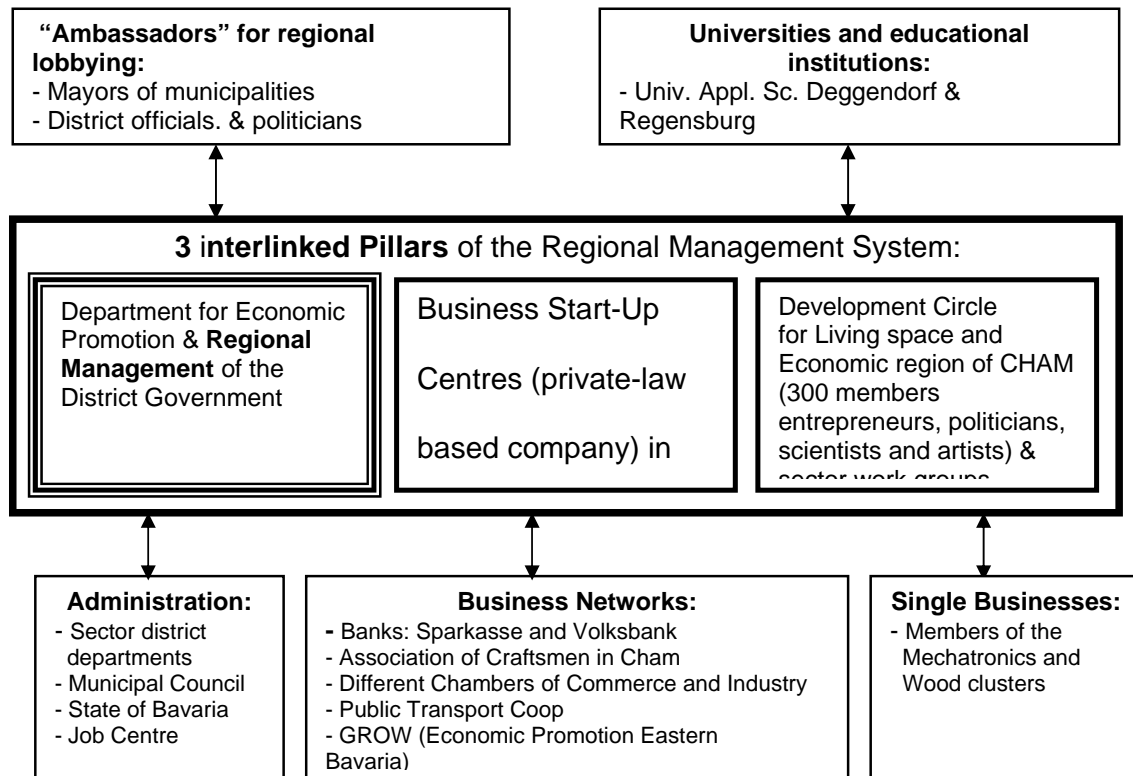 “Ambassadors” for regional
lobbying:
- Mayors of municipalities
- District officials. & politicians
Universities and educational
institutions:
- Univ. Appl. Sc. Deggendorf &
Regensburg
3 interlinked Pillars of the Regional Management System:
Department for Economic
Promotion & Regional
Management of the
District Government
Business Start-Up
Centres (private-law
based company) in
Development Circle
for Living space and
Economic region of CHAM
(300 members
entrepreneurs, politicians,
scientists and artists) &
sector work groups
Administration:
- Sector district
departments
- Municipal Council
- State of Bavaria
- Job Centre
Business Networks:
- Banks: Sparkasse and Volksbank
- Association of Craftsmen in Cham
- Different Chambers of Commerce and Industry
- Public Transport Coop
- GROW (Economic Promotion Eastern
Bavaria)
Single Businesses:
- Members of the
Mechatronics and
Wood clusters